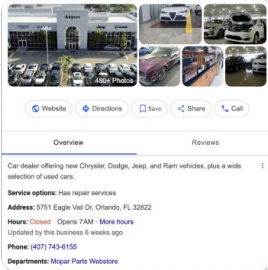 Airport
480+ Photos
Website
Directions
Save
Share
Call
Overview
Reviews
Car dealer offering new Chrysler, Dodge, Jeep, and Ram vehicles, plus a wide
selection of used cars.
Service options: Has repair services
Address: 5751 Eagle Vail Dr, Orlando, FL 32822
Hours: Closed · Opens 7 AM · More hours
Updated by this business 6 weeks ago
Phone: (407) 743-6155
Departments: Mopar Parts Webstore